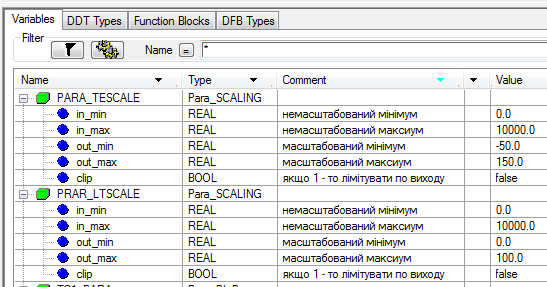 Variables DDT Types Function Blocks DFB Types
Filter
Name = *
Name Type Comment Value
PARA_TESCALE Para_SCALING
in_min REAL немасштабований мінімум 0.0
in_max REAL немасштабований максиум 10000.0
out_min REAL масштабований мінімум -50.0
out_max REAL масштабований максиум 150.0
clip BOOL якщо 1 - то лімітувати по виходу false
PRAR_LTSCALE Para_SCALING
in_min REAL немасштабований мінімум 0.0
in_max REAL немасштабований максиум 10000.0
out_min REAL масштабований мінімум 0.0
out_max REAL масштабований максиум 100.0
clip BOOL якщо 1 - то лімітувати по виходу false